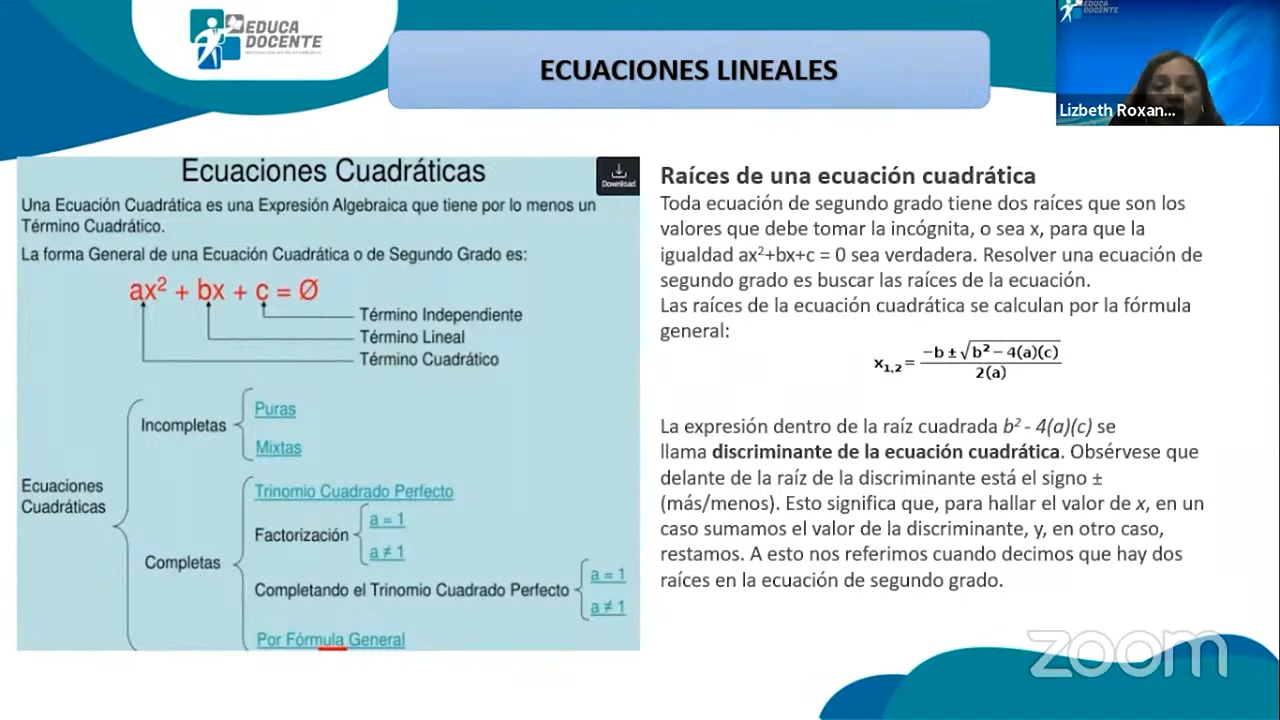 EDUCA
DOCENTE
ECUACIONES LINEALES
EDUCA
DOCENTE
Lizbeth Roxan...
Ecuaciones Cuadráticas
Download
Una Ecuación Cuadrática es una Expresión Algebraica que tiene por lo menos un
Término Cuadrático.
La forma General de una Ecuación Cuadrática o de Segundo Grado es:
ax² + bx + c = Ø
Término Independiente
Término Lineal
Término Cuadrático
Ecuaciones
Cuadráticas
Incompletas
Puras
Mixtas
Completas
Trinomio Cuadrado Perfecto
Factorización
a = 1
a ≠ 1
Completando el Trinomio Cuadrado Perfecto
a = 1
a ≠ 1
Por Fórmula General
Raíces de una ecuación cuadrática
Toda ecuación de segundo grado tiene dos raíces que son los
valores que debe tomar la incógnita, o sea x, para que la
igualdad ax²+bx+c = 0 sea verdadera. Resolver una ecuación de
segundo grado es buscar las raíces de la ecuación.
Las raíces de la ecuación cuadrática se calculan por la fórmula
general:
x₁,₂ = −b ± √b² − 4(a)(c)
2(a)
La expresión dentro de la raíz cuadrada b² - 4(a)(c) se
llama discriminante de la ecuación cuadrática. Obsérvese que
delante de la raíz de la discriminante está el signo ±
(más/menos). Esto significa que, para hallar el valor de x, en un
caso sumamos el valor de la discriminante, y, en otro caso,
restamos. A esto nos referimos cuando decimos que hay dos
raíces en la ecuación de segundo grado.
zoom